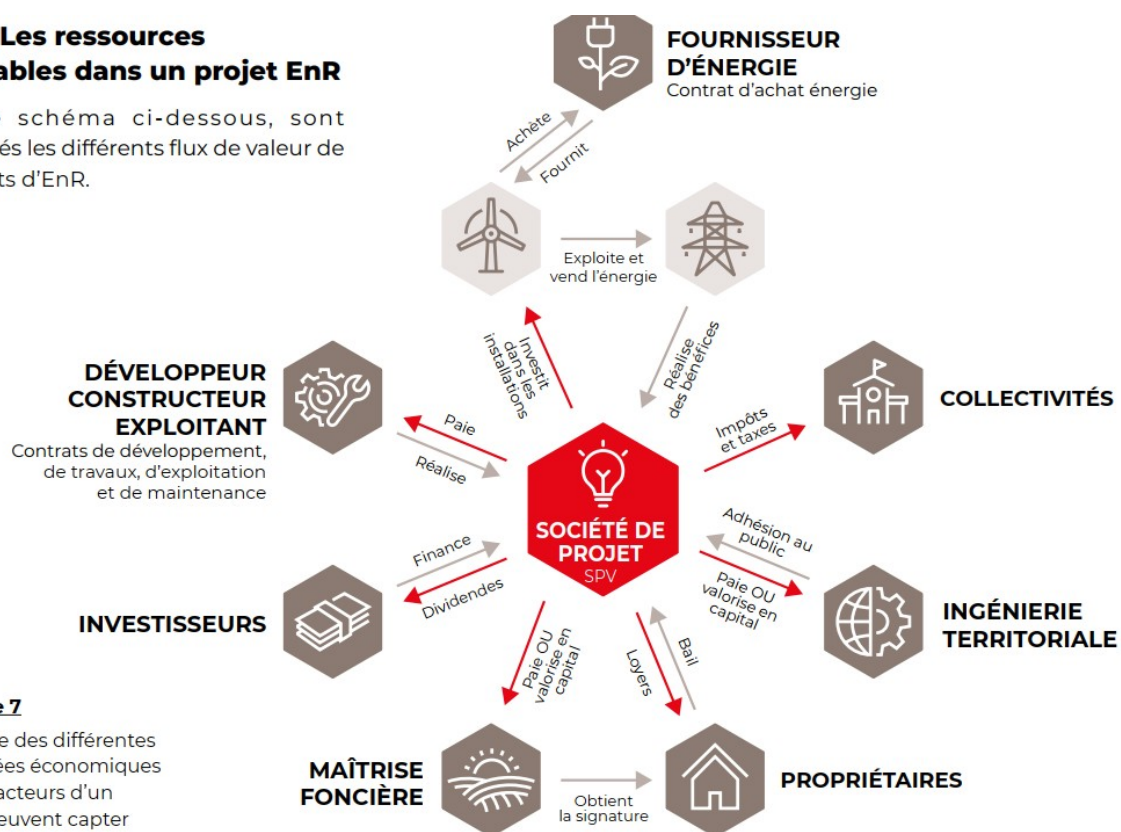 Les ressources
ables dans un projet EnR
schéma ci-dessous, sont
és les différents flux de valeur de
ts d'EnR.
FOURNISSEUR
D'ÉNERGIE
Contrat d'achat énergie
Achète
Fournit
Exploite et
vend l'énergie
Investit
dans les
installations
Réalise
des bénéfices
DÉVELOPPEUR
CONSTRUCTEUR
EXPLOITANT
Contrats de développement,
de travaux, d'exploitation
et de maintenance
Paie
Réalise
Impôts
et taxes
COLLECTIVITÉS
SOCIÉTÉ DE
PROJET
SPV
Adhésion au
public
Paie OU
valorise en
capital
INGÉNIERIE
TERRITORIALE
Finance
Dividendes
INVESTISSEURS
Paie OU
valorise en
capital
Loyers
Bail
e 7
e des différentes
ées économiques
acteurs d'un
euvent capter
MAÎTRISE
FONCIÈRE
Obtient
la signature
PROPRIÉTAIRES